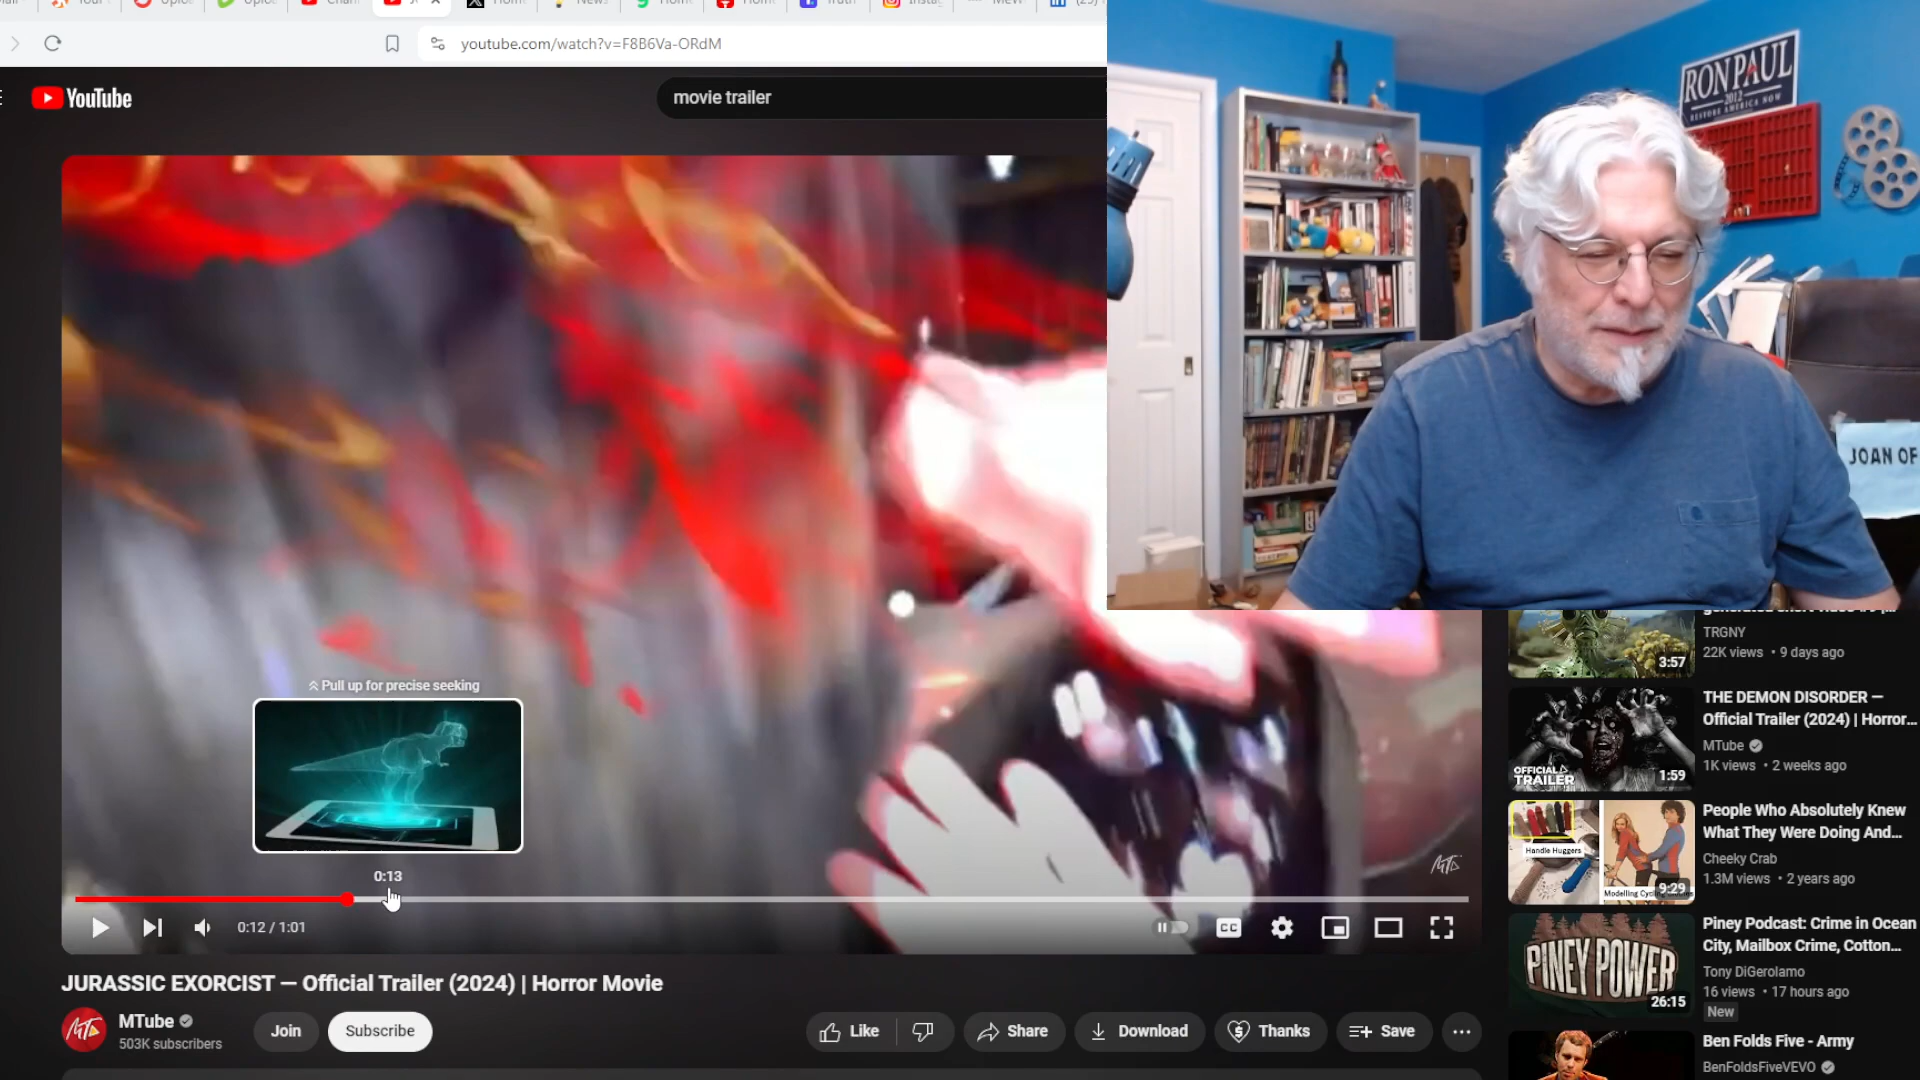 youtube.com/watch?v=F8B6Va-ORdM
YouTube
movie trailer
RON PAUL
2012
RESTORE AMERICA NOW
JOAN OF
Pull up for precise seeking
0:13
0:12 / 1:01
CC
JURASSIC EXORCIST — Official Trailer (2024) | Horror Movie
MTube
503K subscribers
Join
Subscribe
Like
Share
Download
Thanks
Save
TRGNY
22K views • 9 days ago
3:57
THE DEMON DISORDER —
Official Trailer (2024) | Horror...
MTube
1K views • 2 weeks ago
OFFICIAL
TRAILER
1:59
People Who Absolutely Knew
What They Were Doing And...
Cheeky Crab
1.3M views • 2 years ago
Handle Huggers
9:29
Piney Podcast: Crime in Ocean
City, Mailbox Crime, Cotton...
Tony DiGerolamo
16 views • 17 hours ago
New
PINEY POWER
26:15
Ben Folds Five - Army
BenFoldsFiveVEVO